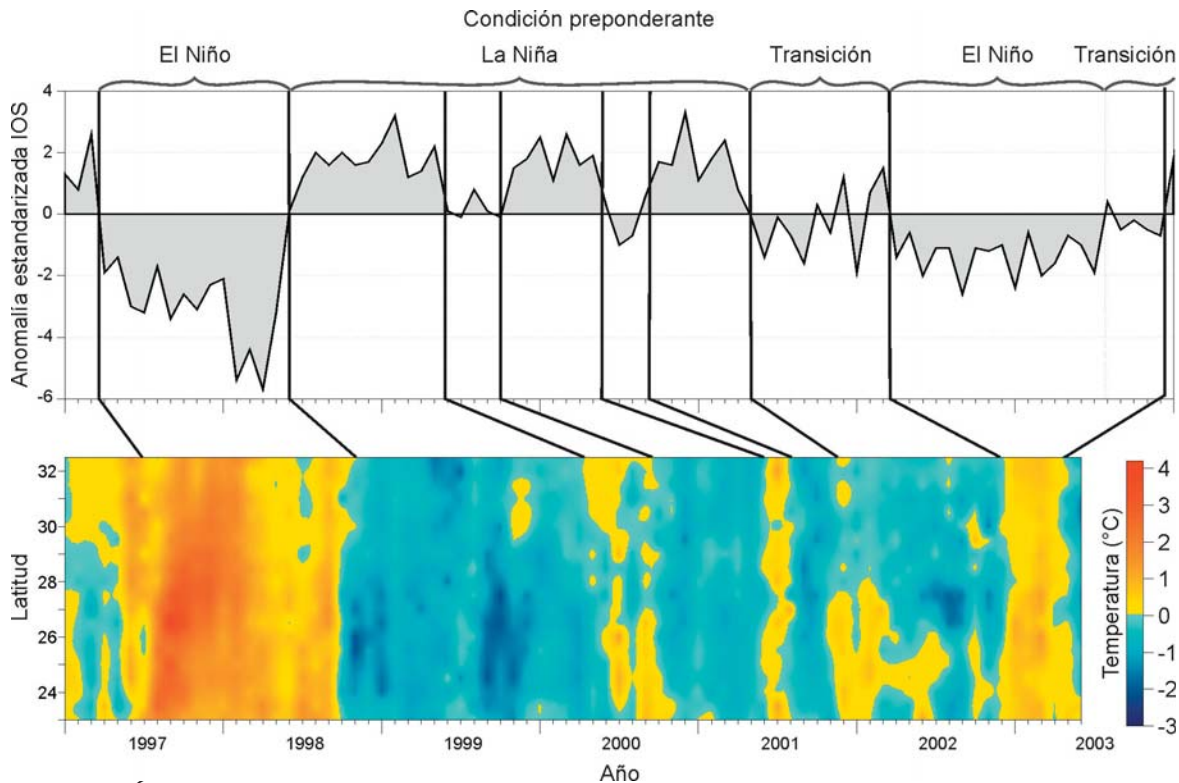 Condición preponderante
El Niño La Niña Transición El Niño Transición
4
2
0
-2
-4
-6
Anomalía estandarizada IOS
32
30
28
26
24
Latitud
4
3
2
1
0
-1
-2
-3
Temperatura (°C)
1997 1998 1999 2000 2001 2002 2003
Año